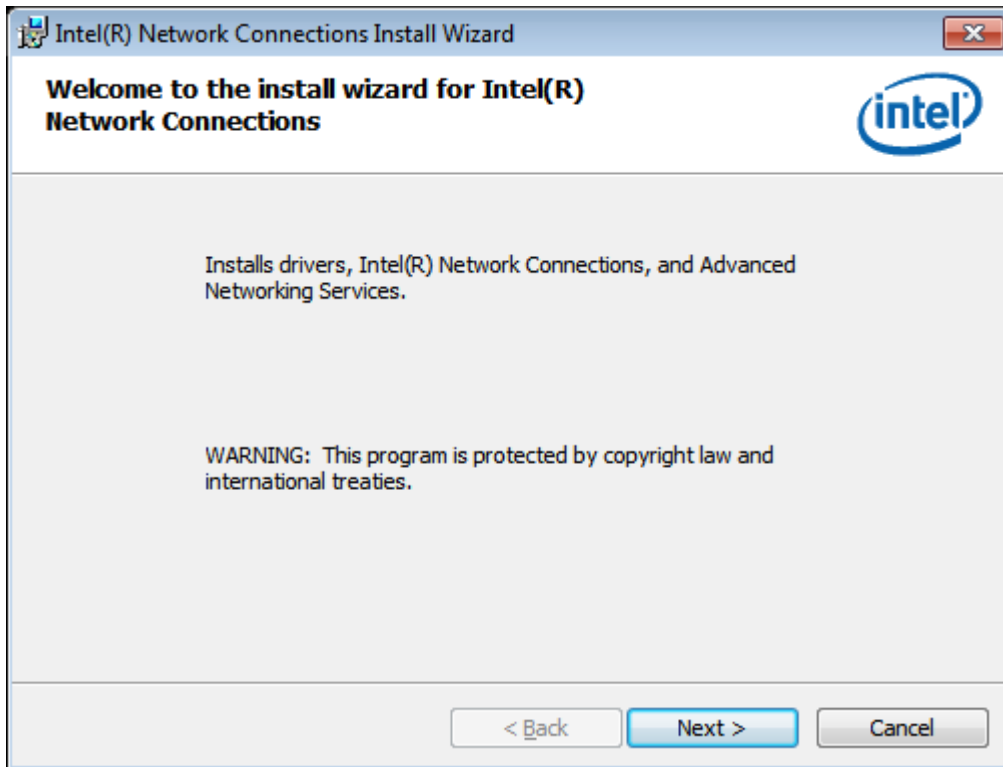 Intel(R) Network Connections Install Wizard
Welcome to the install wizard for Intel(R)
Network Connections
intel
Installs drivers, Intel(R) Network Connections, and Advanced
Networking Services.
WARNING:  This program is protected by copyright law and
international treaties.
< Back
Next >
Cancel